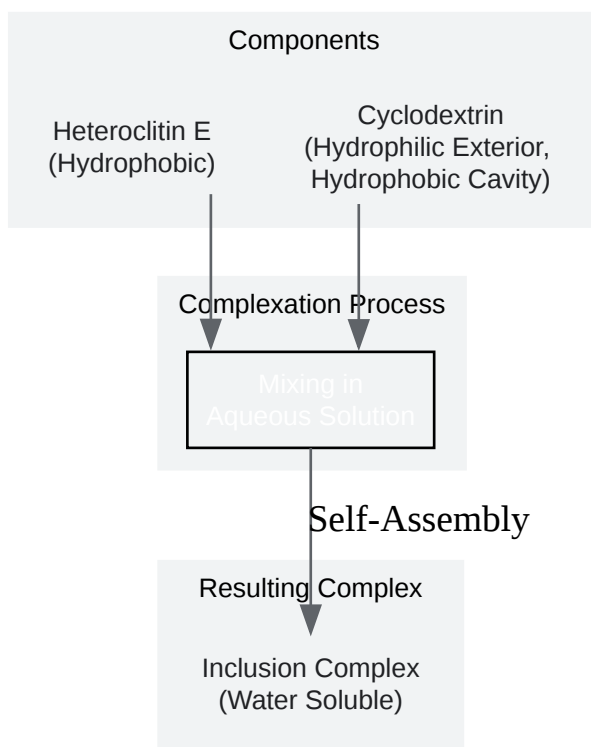 Components
Heteroclitin E
(Hydrophobic)
Cyclodextrin
(Hydrophilic Exterior,
Hydrophobic Cavity)
Complexation Process
Mixing in
Aqueous Solution
Self-Assembly
Resulting Complex
Inclusion Complex
(Water Soluble)